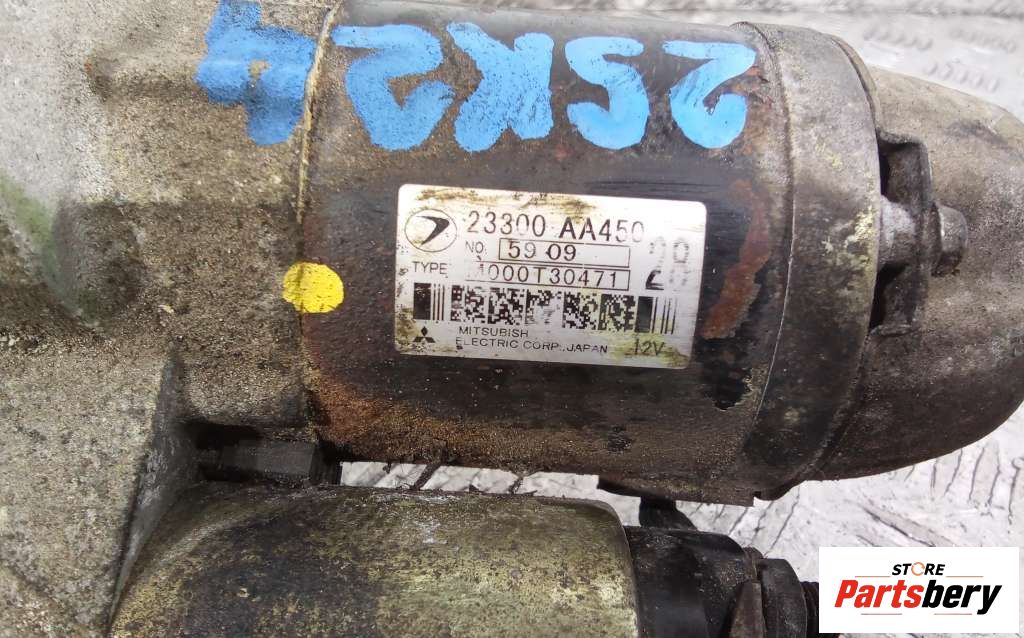 25K24
23300 AA450
NO. 59 09
28
TYPE M000T30471
MITSUBISHI
ELECTRIC CORP. JAPAN 12V
STORE
Partsbery